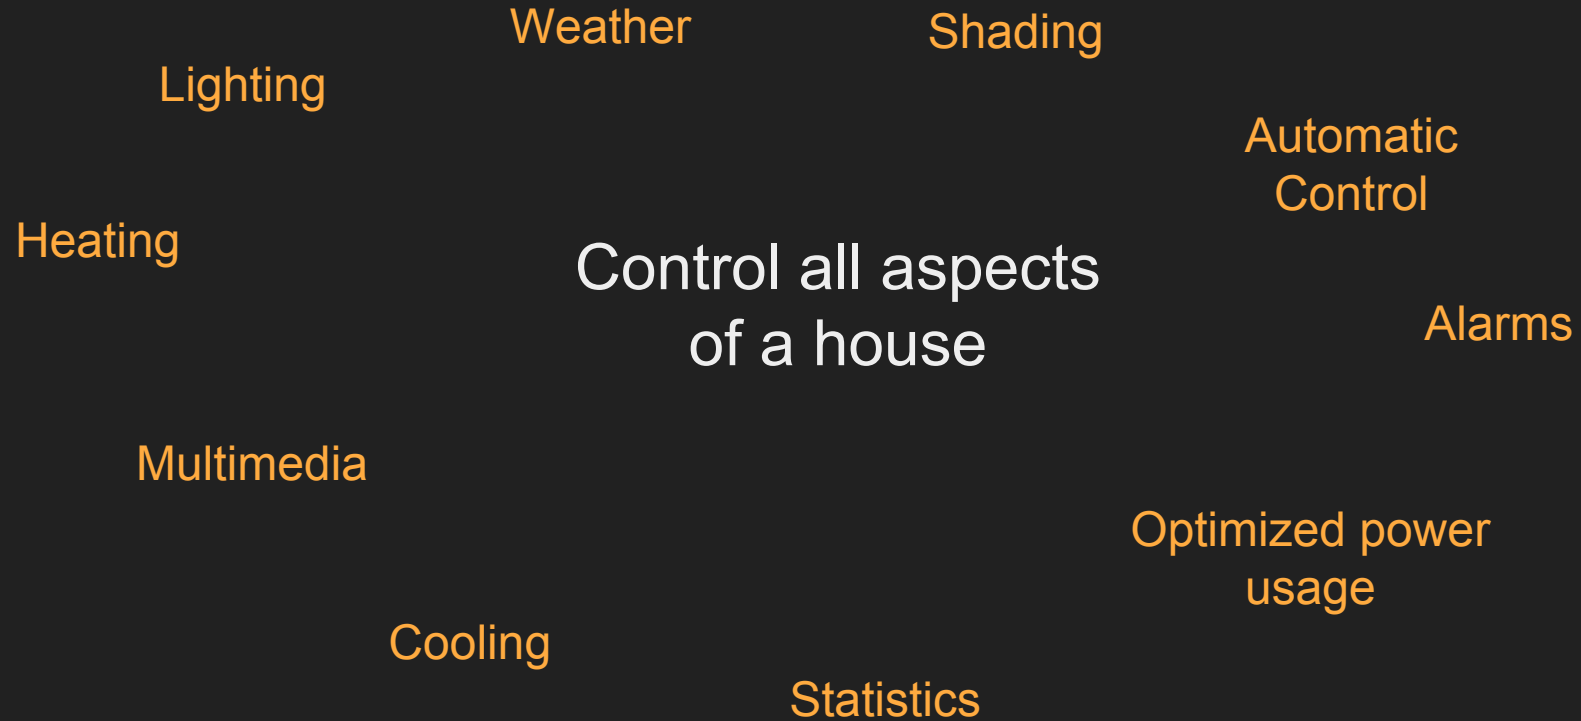 Weather
Shading
Lighting
Automatic
Control
Heating
Control all aspects
of a house
Alarms
Multimedia
Optimized power
usage
Cooling
Statistics